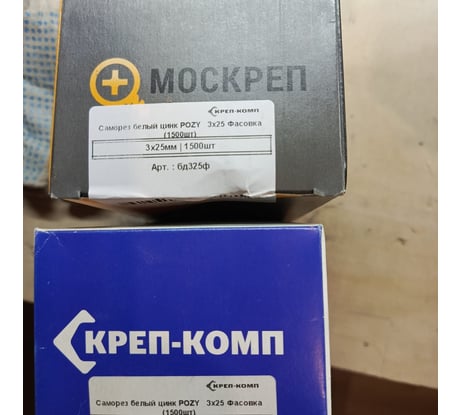 МОСКРЕП
КРЕП-КОМП
Саморез белый цинк POZY 3x25 Фасовка
(1500шт)
3x25мм | 1500шт
Арт. : бд325ф
КРЕП-КОМП
КРЕП-КОМП
Саморез белый цинк POZY 3x25 Фасовка
(1500шт)